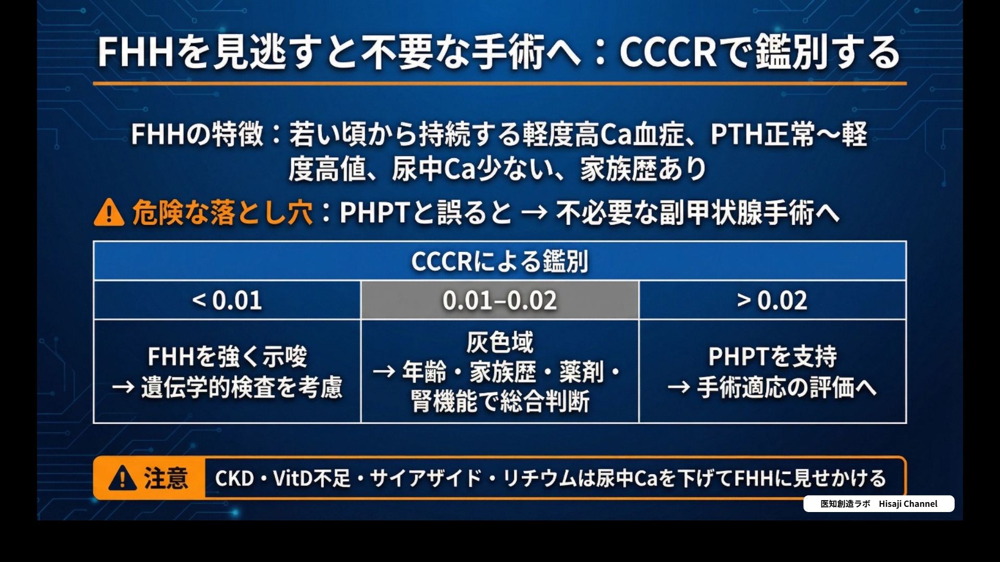 FHHを見逃すと不要な手術へ：CCCRで鑑別する
FHHの特徴：若い頃から持続する軽度高Ca血症、PTH正常～軽
度高値、尿中Ca少ない、家族歴あり
危険な落とし穴：PHPTと誤ると → 不必要な副甲状腺手術へ
CCCRによる鑑別
< 0.01
0.01–0.02
> 0.02
FHHを強く示唆
→ 遺伝学的検査を考慮
灰色域
→ 年齢・家族歴・薬剤・
腎機能で総合判断
PHPTを支持
→ 手術適応の評価へ
注意
CKD・VitD不足・サイアザイド・リチウムは尿中Caを下げてFHHに見せかける
医知創造ラボ　Hisaji Channel